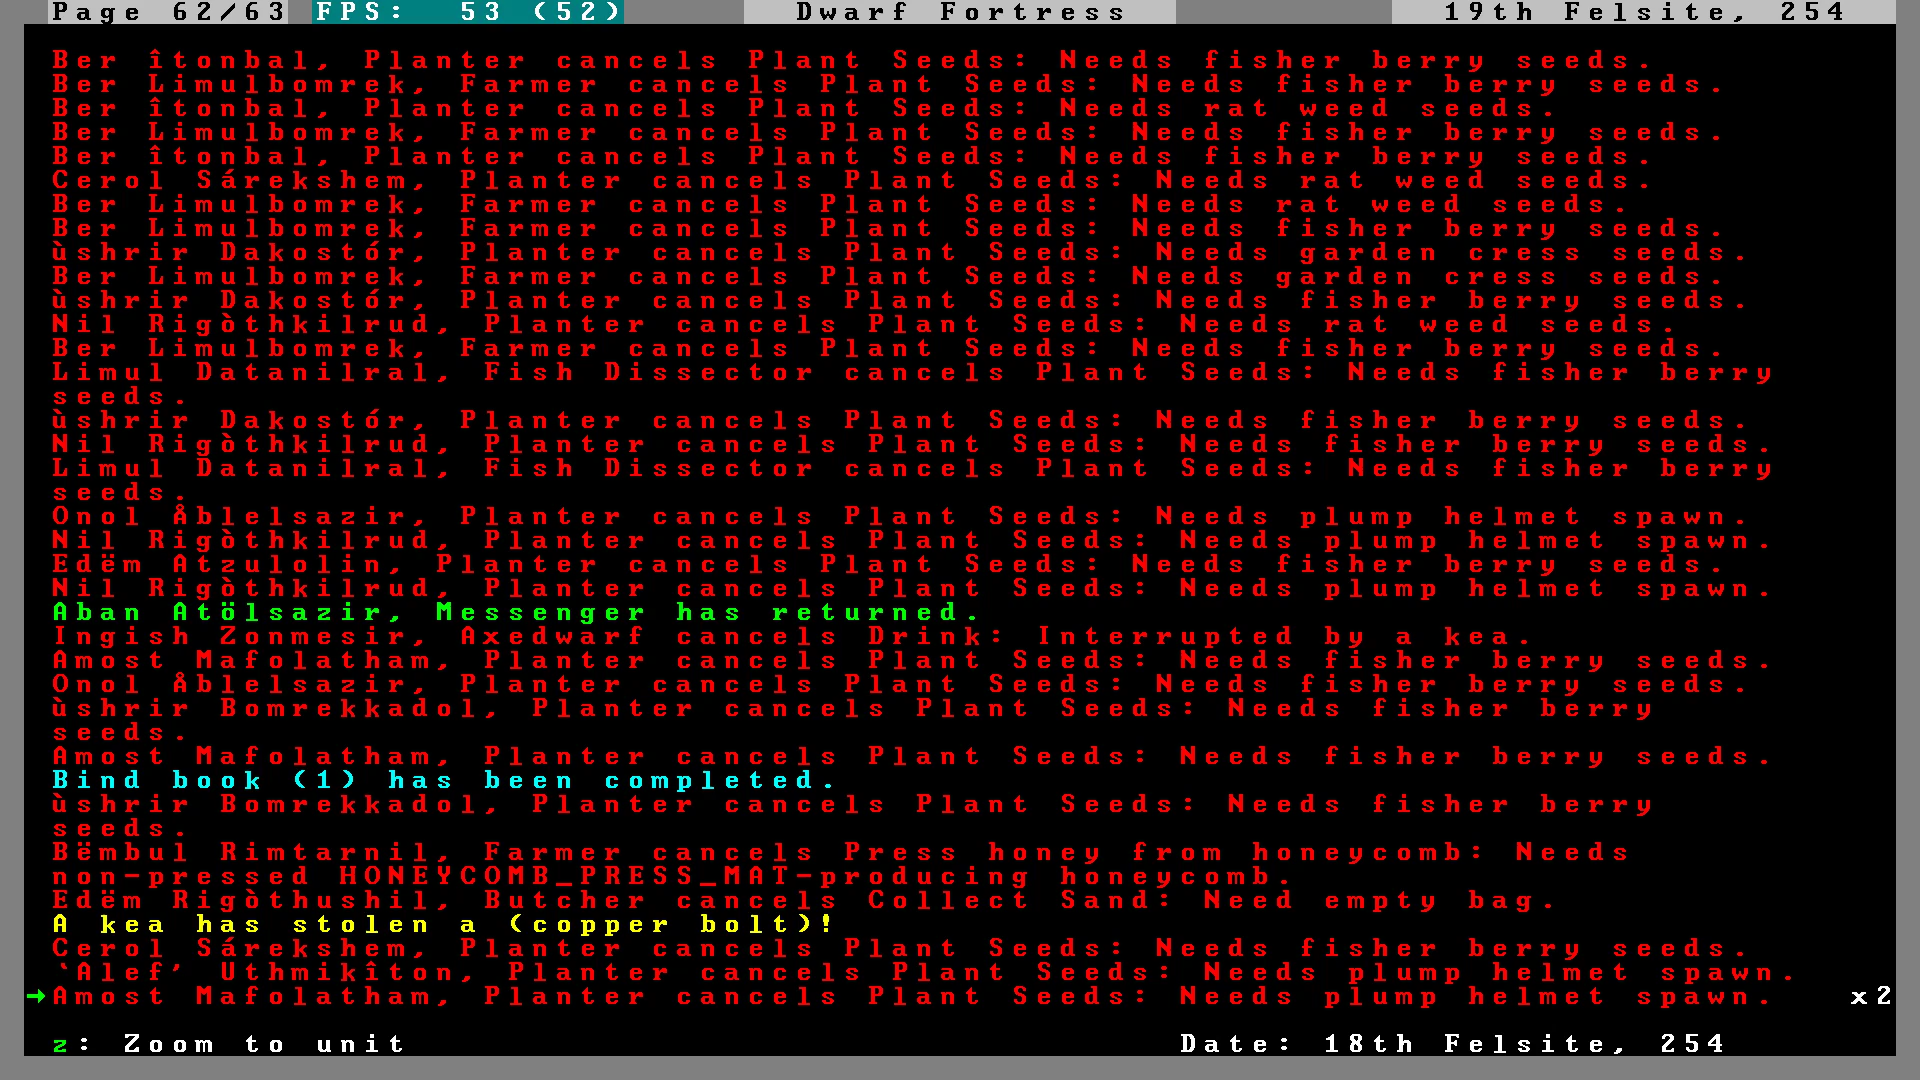 Page 62/63 FPS: 53 (52) Dwarf Fortress 19th Felsite, 254
Ber îtonbal, Planter cancels Plant Seeds: Needs fisher berry seeds.
Ber Limulbomrek, Farmer cancels Plant Seeds: Needs fisher berry seeds.
Ber îtonbal, Planter cancels Plant Seeds: Needs rat weed seeds.
Ber Limulbomrek, Farmer cancels Plant Seeds: Needs fisher berry seeds.
Ber îtonbal, Planter cancels Plant Seeds: Needs fisher berry seeds.
Cerol Sárekshem, Planter cancels Plant Seeds: Needs rat weed seeds.
Ber Limulbomrek, Farmer cancels Plant Seeds: Needs rat weed seeds.
Ber Limulbomrek, Farmer cancels Plant Seeds: Needs fisher berry seeds.
ùshrir Dakostór, Planter cancels Plant Seeds: Needs garden cress seeds.
Ber Limulbomrek, Farmer cancels Plant Seeds: Needs garden cress seeds.
ùshrir Dakostór, Planter cancels Plant Seeds: Needs fisher berry seeds.
Nil Rigòthkilrud, Planter cancels Plant Seeds: Needs rat weed seeds.
Ber Limulbomrek, Farmer cancels Plant Seeds: Needs fisher berry seeds.
Limul Datanilral, Fish Dissector cancels Plant Seeds: Needs fisher berry
seeds.
ùshrir Dakostór, Planter cancels Plant Seeds: Needs fisher berry seeds.
Nil Rigòthkilrud, Planter cancels Plant Seeds: Needs fisher berry seeds.
Limul Datanilral, Fish Dissector cancels Plant Seeds: Needs fisher berry
seeds.
Onol Åblelsazir, Planter cancels Plant Seeds: Needs plump helmet spawn.
Nil Rigòthkilrud, Planter cancels Plant Seeds: Needs plump helmet spawn.
Edëm Atzulolin, Planter cancels Plant Seeds: Needs fisher berry seeds.
Nil Rigòthkilrud, Planter cancels Plant Seeds: Needs plump helmet spawn.
Aban Atölsazir, Messenger has returned.
Ingish Zonmesir, Axedwarf cancels Drink: Interrupted by a kea.
Amost Mafolatham, Planter cancels Plant Seeds: Needs fisher berry seeds.
Onol Åblelsazir, Planter cancels Plant Seeds: Needs fisher berry seeds.
ùshrir Bomrekkadol, Planter cancels Plant Seeds: Needs fisher berry
seeds.
Amost Mafolatham, Planter cancels Plant Seeds: Needs fisher berry seeds.
Bind book (1) has been completed.
ùshrir Bomrekkadol, Planter cancels Plant Seeds: Needs fisher berry
seeds.
Bëmbul Rimtarnil, Farmer cancels Press honey from honeycomb: Needs
non-pressed HONEYCOMB_PRESS_MAT-producing honeycomb.
Edëm Rigòthushil, Butcher cancels Collect Sand: Need empty bag.
A kea has stolen a (copper bolt)!
Cerol Sárekshem, Planter cancels Plant Seeds: Needs fisher berry seeds.
`Alef' Uthmikîton, Planter cancels Plant Seeds: Needs plump helmet spawn.
→Amost Mafolatham, Planter cancels Plant Seeds: Needs plump helmet spawn. x2
z: Zoom to unit Date: 18th Felsite, 254